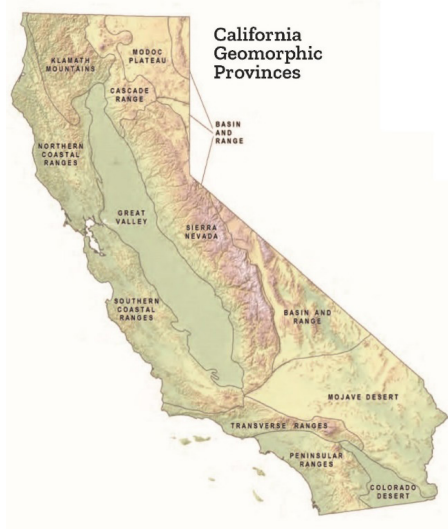 California
Geomorphic
Provinces
MODOC
PLATEAU
KLAMATH
MOUNTAINS
CASCADE
RANGE
BASIN
AND
RANGE
NORTHERN
COASTAL
RANGES
GREAT
VALLEY
SIERRA
NEVADA
SOUTHERN
COASTAL
RANGES
BASIN AND
RANGE
MOJAVE DESERT
TRANSVERSE RANGES
PENINSULAR
RANGES
COLORADO
DESERT